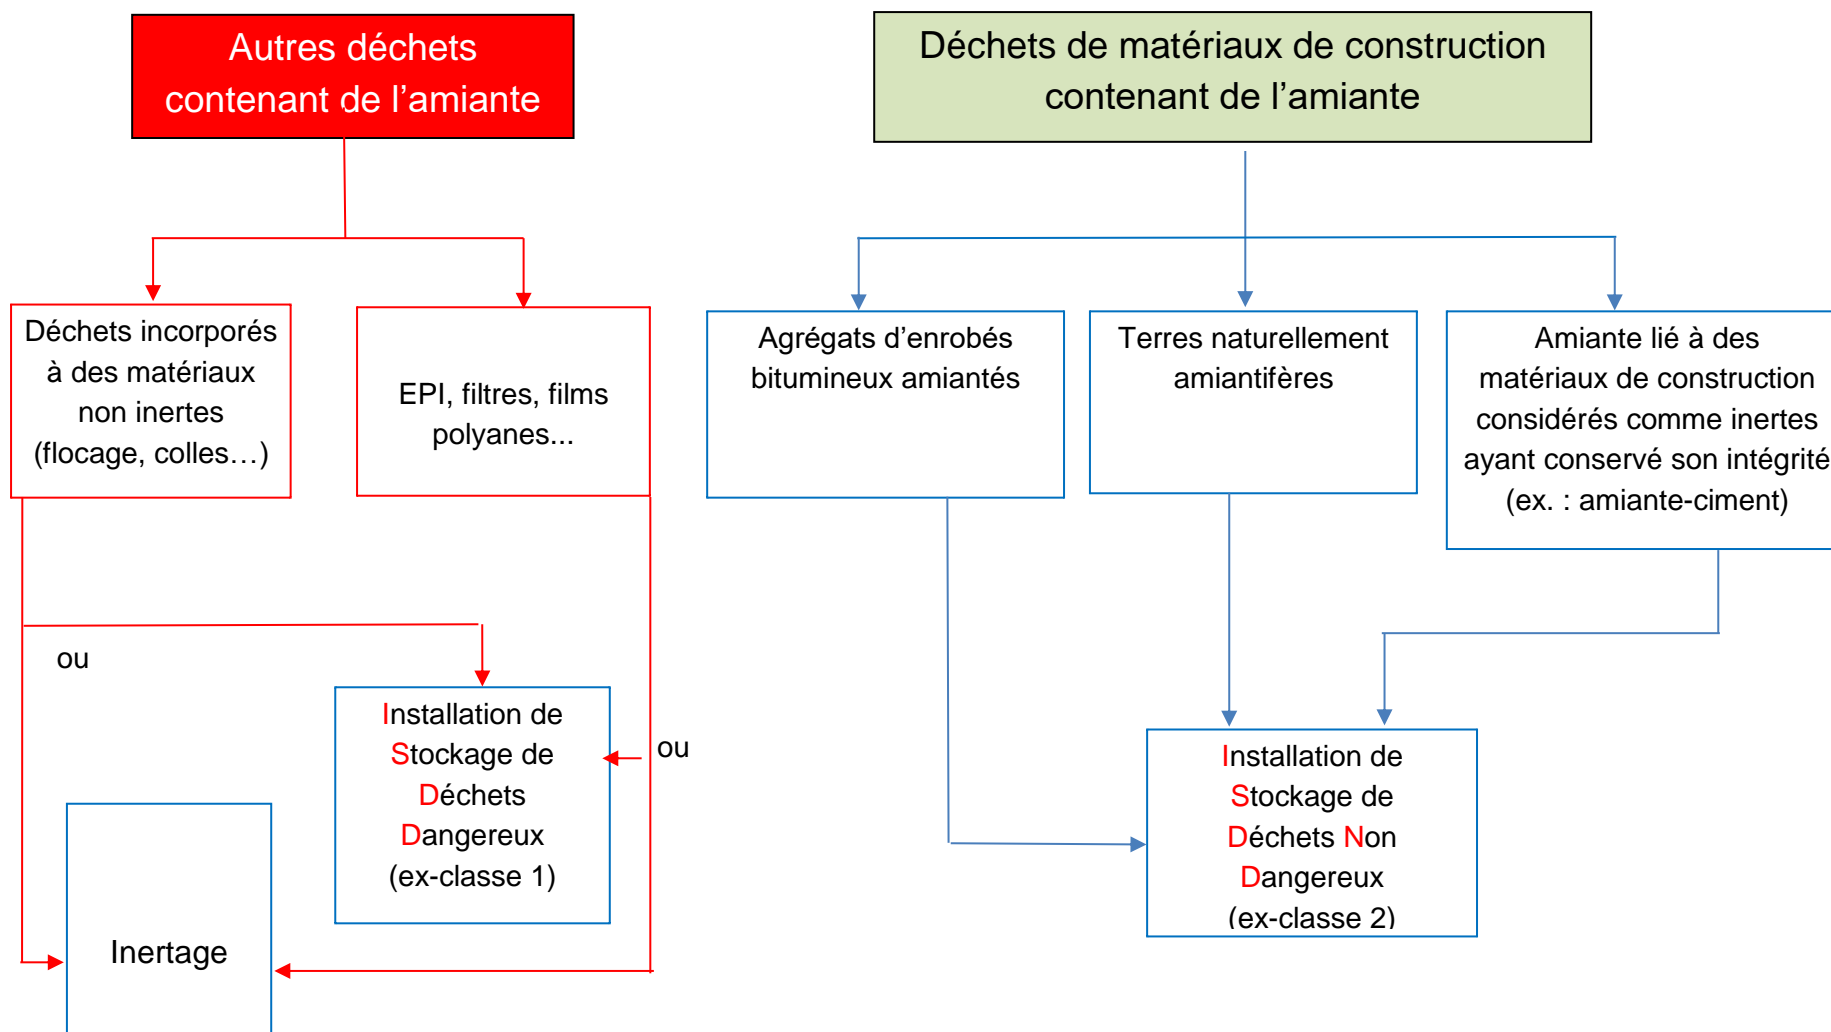 Autres déchets
contenant de l’amiante
Déchets de matériaux de construction
contenant de l’amiante
Déchets incorporés
à des matériaux
non inertes
(flocage, colles…)
EPI, filtres, films
polyanes...
Agrégats d’enrobés
bitumineux amiantés
Terres naturellement
amiantifères
Amiante lié à des
matériaux de construction
considérés comme inertes
ayant conservé son intégrité
(ex. : amiante-ciment)
ou
Installation de
Stockage de
Déchets
Dangereux
(ex-classe 1)
ou
Installation de
Stockage de
Déchets Non
Dangereux
(ex-classe 2)
Inertage